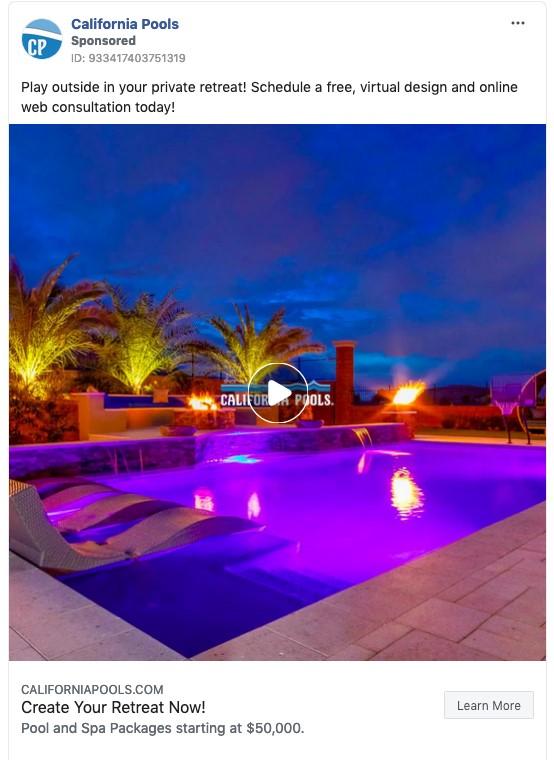 California Pools
Sponsored
ID: 933417403751319
CP
Play outside in your private retreat! Schedule a free, virtual design and online
web consultation today!
CALIFORNIA POOLS.
CALIFORNIAPOOLS.COM
Create Your Retreat Now!
Pool and Spa Packages starting at $50,000.
Learn More